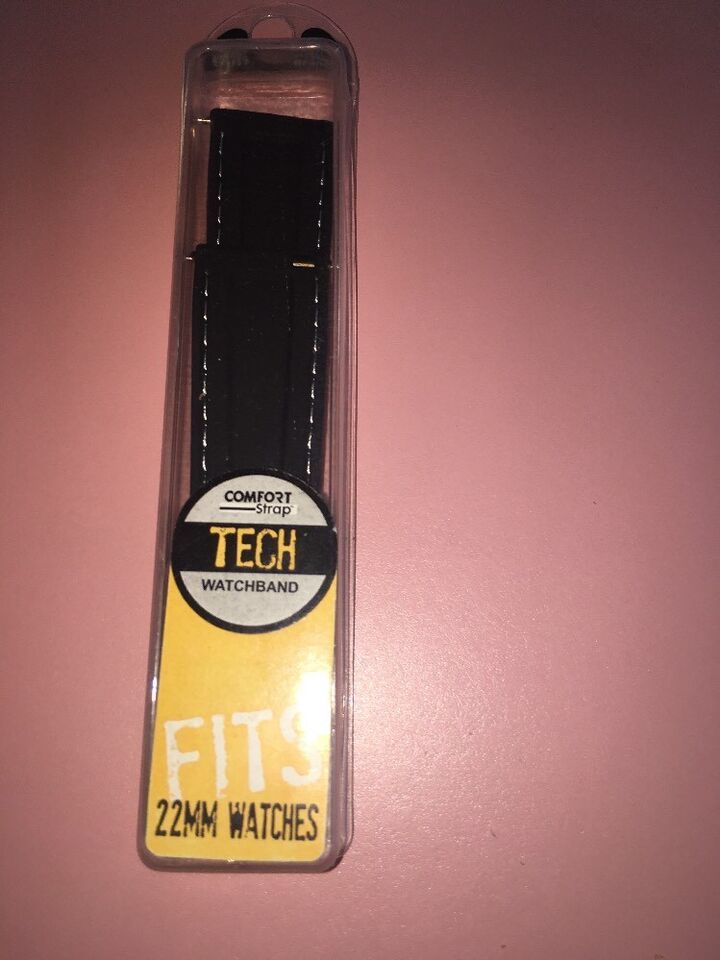 COMFORT
Strap
TECH
WATCHBAND
FITS
22MM WATCHES